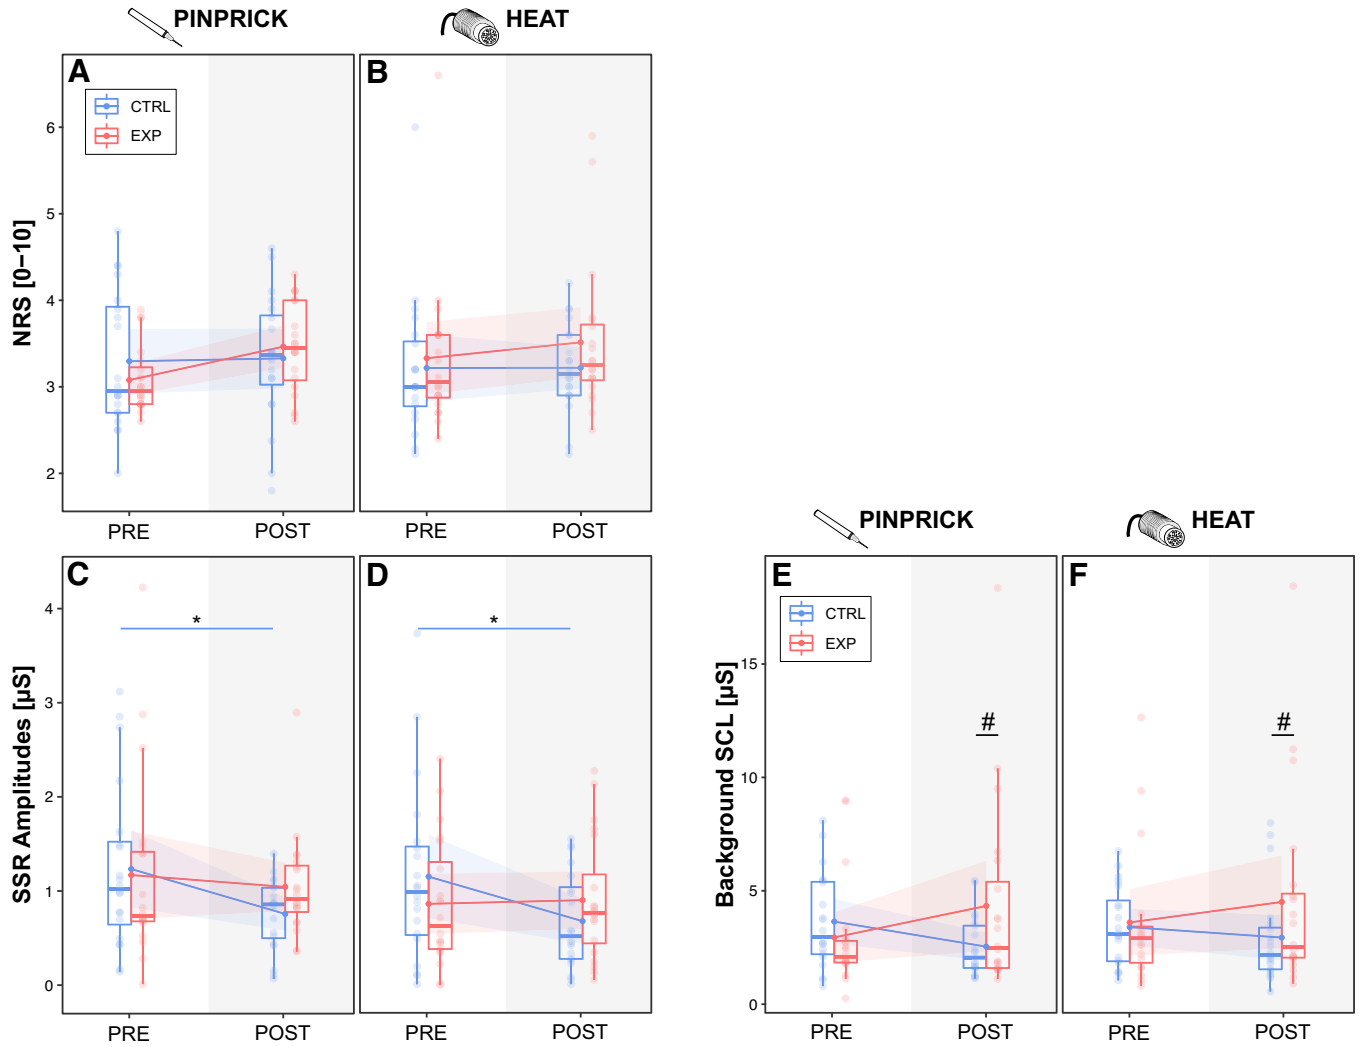 PINPRICK
HEAT
A
B
CTRL
EXP
NRS [0–10]
6
5
4
3
2
PRE
POST
PRE
POST
C
D
*
*
SSR Amplitudes [µS]
4
3
2
1
0
PRE
POST
PRE
POST
PINPRICK
HEAT
E
F
CTRL
EXP
#
#
Background SCL [µS]
15
10
5
0
PRE
POST
PRE
POST